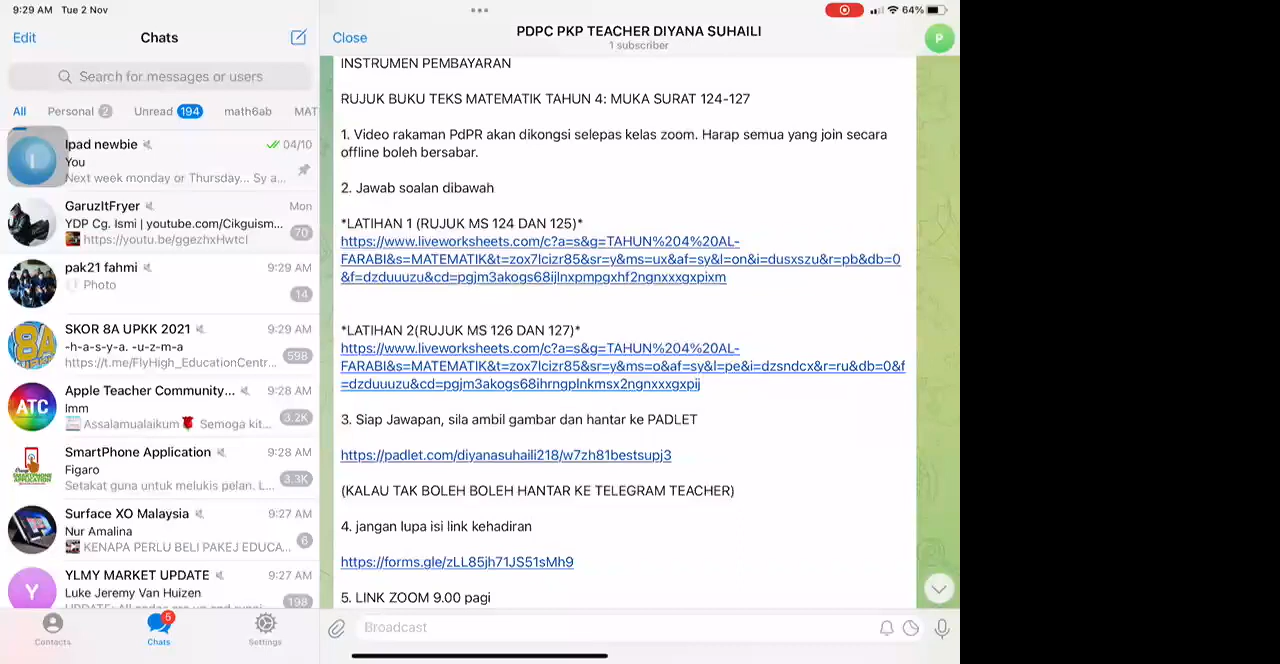 9:29 AM Tue 2 Nov
64%
Edit
Chats
Search for messages or users
All
Personal 2
Unread 194
math6ab
MAT
Ipad newbie
04/10
You
Next week monday or Thursday... Sy a...
GaruzItFryer
Mon
YDP Cg. Ismi | youtube.com/Cikguism...
https://youtu.be/ggezhxHwtcI
70
pak21 fahmi
9:29 AM
Photo
14
SKOR 8A UPKK 2021
9:29 AM
-h-a-s-y-a. -u-z-m-a
https://t.me/FlyHigh_EducationCentr...
598
Apple Teacher Community...
9:28 AM
ATC
Imm
Assalamualaikum Semoga kit...
3.2K
SmartPhone Application
9:28 AM
Figaro
Setakat guna untuk melukis pelan. L...
3.3K
Surface XO Malaysia
9:27 AM
Nur Amalina
KENAPA PERLU BELI PAKEJ EDUCA...
6
YLMY MARKET UPDATE
9:27 AM
Y
Luke Jeremy Van Huizen
198
Contacts
5
Chats
Settings
Close
PDPC PKP TEACHER DIYANA SUHAILI
1 subscriber
P
INSTRUMEN PEMBAYARAN
RUJUK BUKU TEKS MATEMATIK TAHUN 4: MUKA SURAT 124-127
1. Video rakaman PdPR akan dikongsi selepas kelas zoom. Harap semua yang join secara
offline boleh bersabar.
2. Jawab soalan dibawah
*LATIHAN 1 (RUJUK MS 124 DAN 125)*
https://www.liveworksheets.com/c?a=s&g=TAHUN%204%20AL-
FARABI&s=MATEMATIK&t=zox7lcizr85&sr=y&ms=ux&af=sy&l=on&i=dusxszu&r=pb&db=0
&f=dzduuuzu&cd=pgjm3akogs68ijlnxpmpgxhf2ngnxxxgxpixm
*LATIHAN 2(RUJUK MS 126 DAN 127)*
https://www.liveworksheets.com/c?a=s&g=TAHUN%204%20AL-
FARABI&s=MATEMATIK&t=zox7lcizr85&sr=y&ms=o&af=sy&l=pe&i=dzsndcx&r=ru&db=0&f
=dzduuuzu&cd=pgjm3akogs68ihrngplnkmsx2ngnxxxgxpij
3. Siap Jawapan, sila ambil gambar dan hantar ke PADLET
https://padlet.com/diyanasuhaili218/w7zh81bestsupj3
(KALAU TAK BOLEH BOLEH HANTAR KE TELEGRAM TEACHER)
4. jangan lupa isi link kehadiran
https://forms.gle/zLL85jh71JS51sMh9
5. LINK ZOOM 9.00 pagi
Broadcast